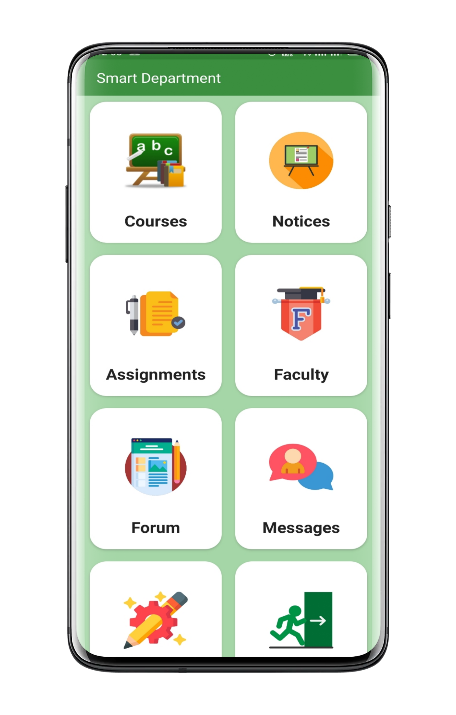 Smart Department
a b c
Courses
Notices
Assignments
F
Faculty
Forum
Messages